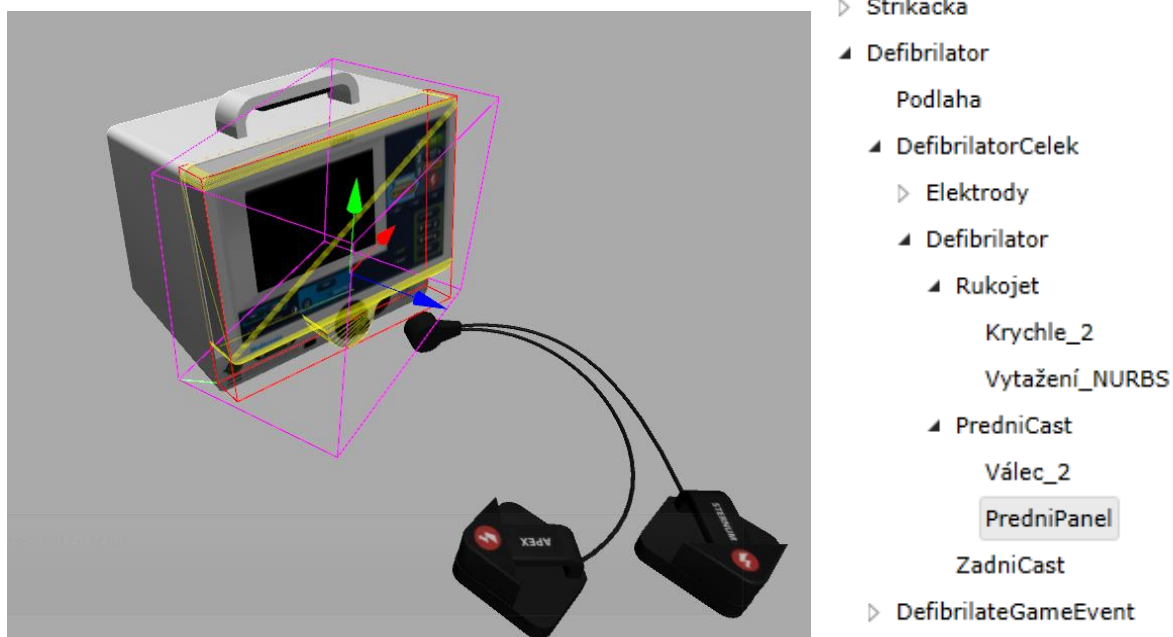 Strikacka
Defibrilator
Podlaha
DefibrilatorCelek
Elektrody
Defibrilator
Rukojet
Krychle_2
Vytažení_NURBS
PredniCast
Válec_2
PredniPanel
ZadniCast
DefibrilateGameEvent
APEX
STERNUM